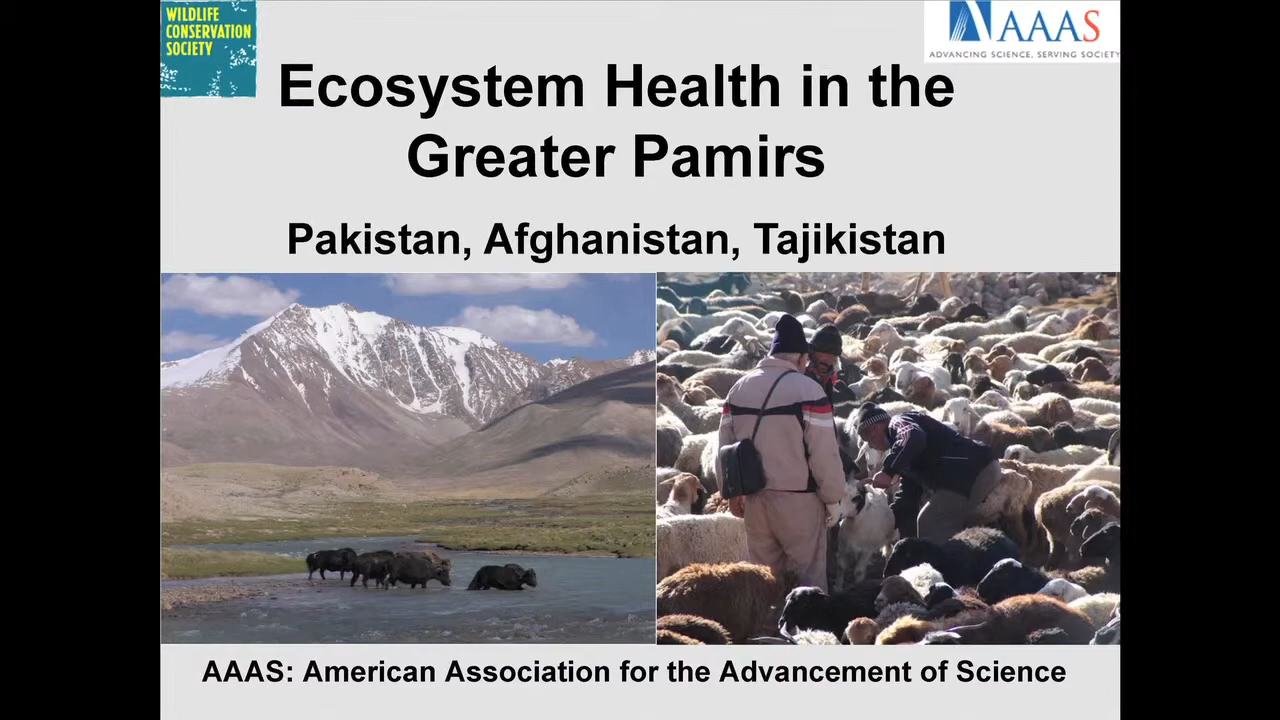 WILDLIFE
CONSERVATION
SOCIETY
AAAS
ADVANCING SCIENCE, SERVING SOCIETY
Ecosystem Health in the
Greater Pamirs
Pakistan, Afghanistan, Tajikistan
AAAS: American Association for the Advancement of Science